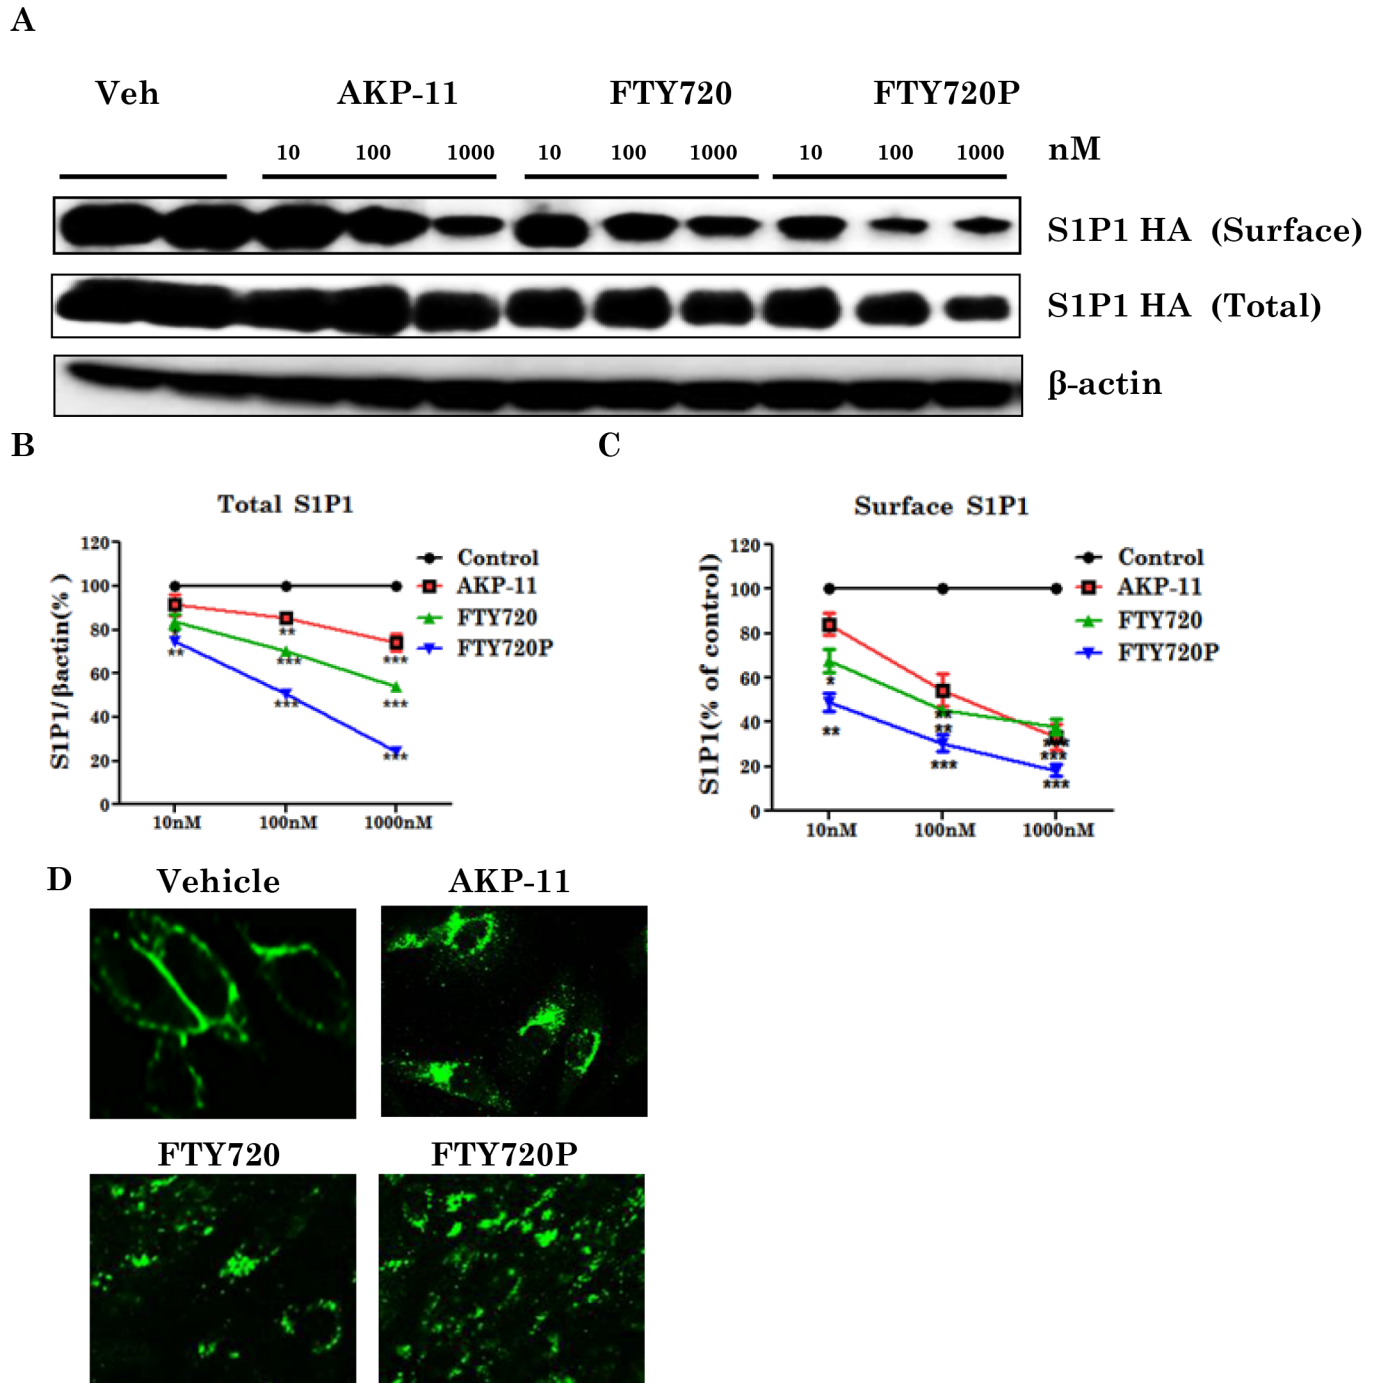 A
Veh AKP-11 FTY720 FTY720P
10 100 1000 10 100 1000 10 100 1000 nM
S1P1 HA (Surface)
S1P1 HA (Total)
β-actin
B
C
Total S1P1
S1P1/βactin(% )
120
100
80
60
40
20
0
** ** *** *** *** *** *** ***
10nM 100nM 1000nM
Control
AKP-11
FTY720
FTY720P
Surface S1P1
S1P1(% of control)
120
100
80
60
40
20
0
* ** ** ** *** *** *** ***
10nM 100nM 1000nM
Control
AKP-11
FTY720
FTY720P
D
Vehicle AKP-11
FTY720 FTY720P